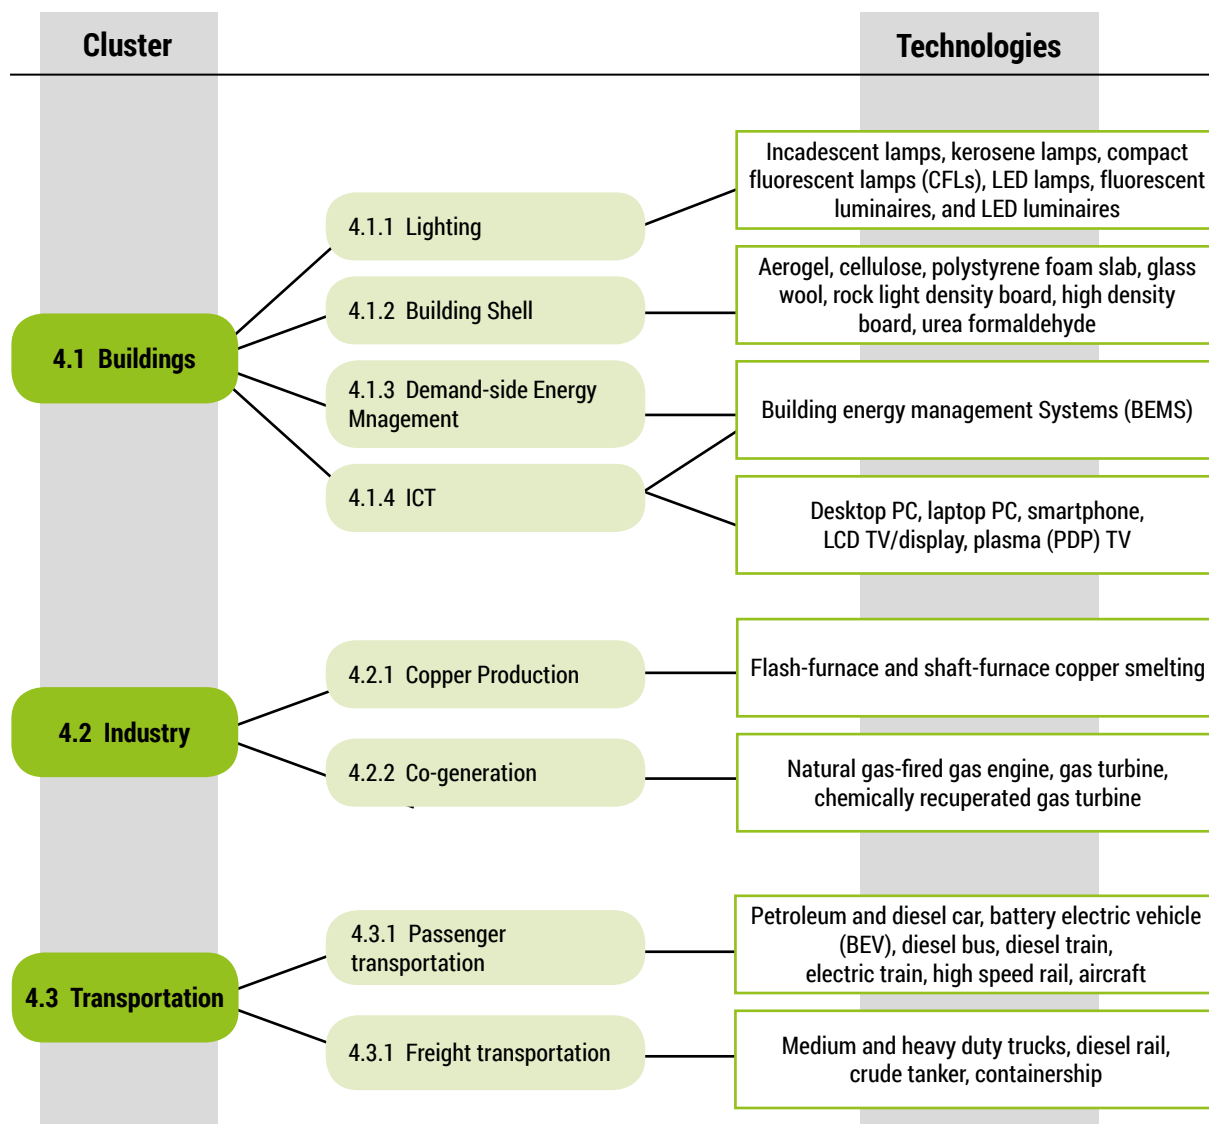 Cluster
Technologies
4.1 Buildings
4.1.1 Lighting
Incadescent lamps, kerosene lamps, compact
fluorescent lamps (CFLs), LED lamps, fluorescent
luminaires, and LED luminaires
4.1.2 Building Shell
Aerogel, cellulose, polystyrene foam slab, glass
wool, rock light density board, high density
board, urea formaldehyde
4.1.3 Demand-side Energy
Mnagement
Building energy management Systems (BEMS)
4.1.4 ICT
Desktop PC, laptop PC, smartphone,
LCD TV/display, plasma (PDP) TV
4.2 Industry
4.2.1 Copper Production
Flash-furnace and shaft-furnace copper smelting
4.2.2 Co-generation
Natural gas-fired gas engine, gas turbine,
chemically recuperated gas turbine
4.3 Transportation
4.3.1 Passenger
transportation
Petroleum and diesel car, battery electric vehicle
(BEV), diesel bus, diesel train,
electric train, high speed rail, aircraft
4.3.1 Freight transportation
Medium and heavy duty trucks, diesel rail,
crude tanker, containership